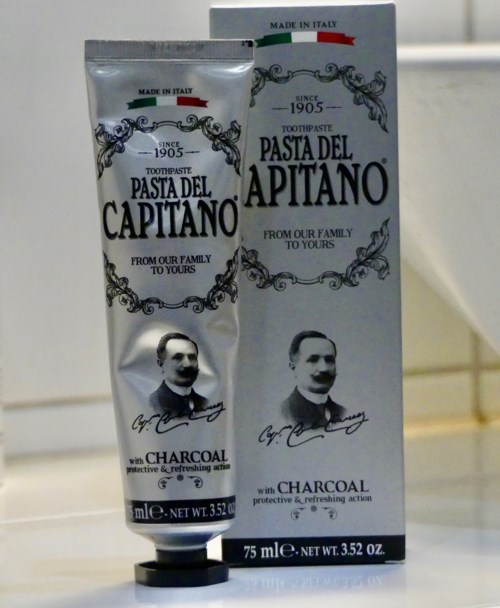 MADE IN ITALY
SINCE
1905
TOOTHPASTE
PASTA DEL
CAPITANO
FROM OUR FAMILY
TO YOURS
with CHARCOAL
protective & refreshing action
ml e - NET WT. 3.52 oz
MADE IN ITALY
SINCE
1905
TOOTHPASTE
PASTA DEL
APITANO®
FROM OUR FAMILY
TO YOURS
with CHARCOAL
protective & refreshing action
75 ml e - NET WT. 3.52 oz.